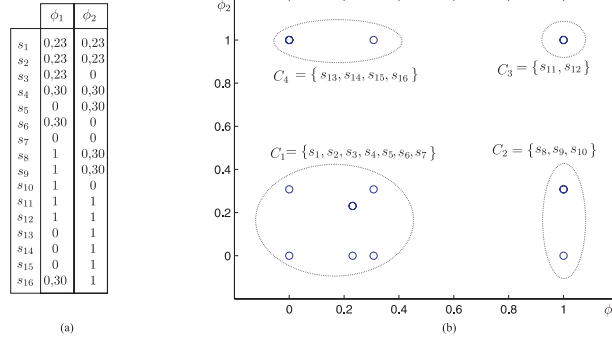 ϕ1 ϕ2
s1 0,23 0,23
s2 0,23 0,23
s3 0,23 0
s4 0,30 0,30
s5 0 0,30
s6 0,30 0
s7 0 0
s8 1 0,30
s9 1 0,30
s10 1 0
s11 1 1
s12 1 1
s13 0 1
s14 0 1
s15 0 1
s16 0,30 1
(a)
ϕ2
1
0.8
0.6
0.4
0.2
0
C4 = { s13, s14, s15, s16 }
C3 = { s11, s12 }
C1 = { s1, s2, s3, s4, s5, s6, s7 }
C2 = { s8, s9, s10 }
0 0.2 0.4 0.6 0.8 1 ϕ
(b)